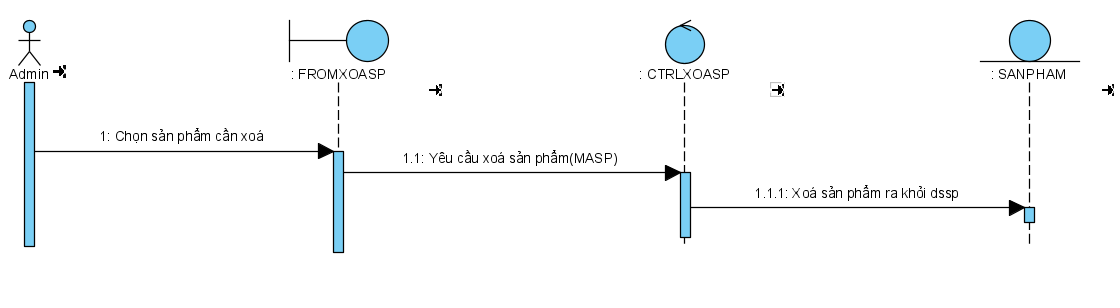 Admin
: FROMXOASP
: CTRLXOASP
: SANPHAM
1: Chọn sản phẩm cần xoá
1.1: Yêu cầu xoá sản phẩm(MASP)
1.1.1: Xoá sản phẩm ra khỏi dssp